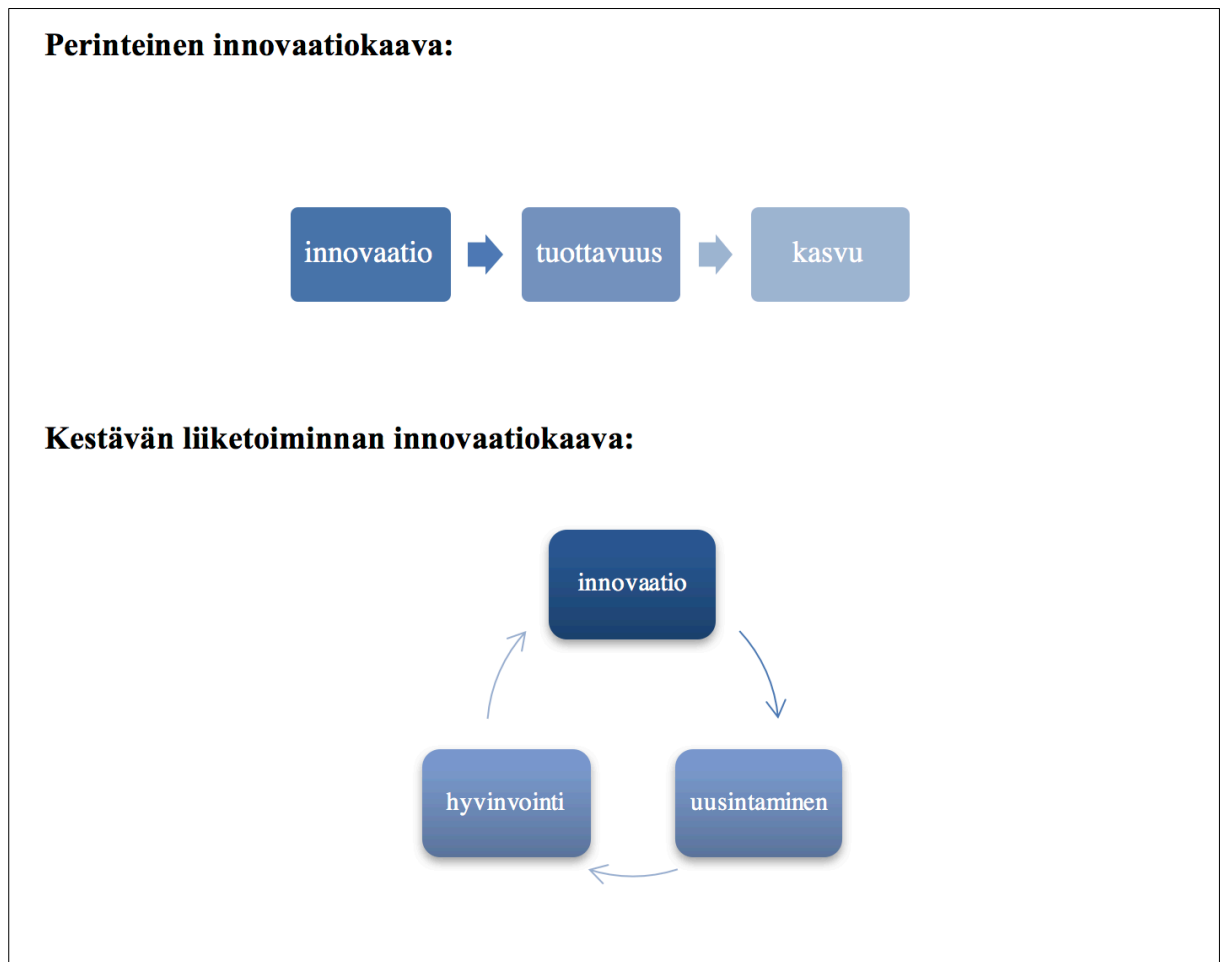 Perinteinen innovaatiokaava:
innovaatio
tuottavuus
kasvu
Kestävän liiketoiminnan innovaatiokaava:
innovaatio
hyvinvointi
uusintaminen